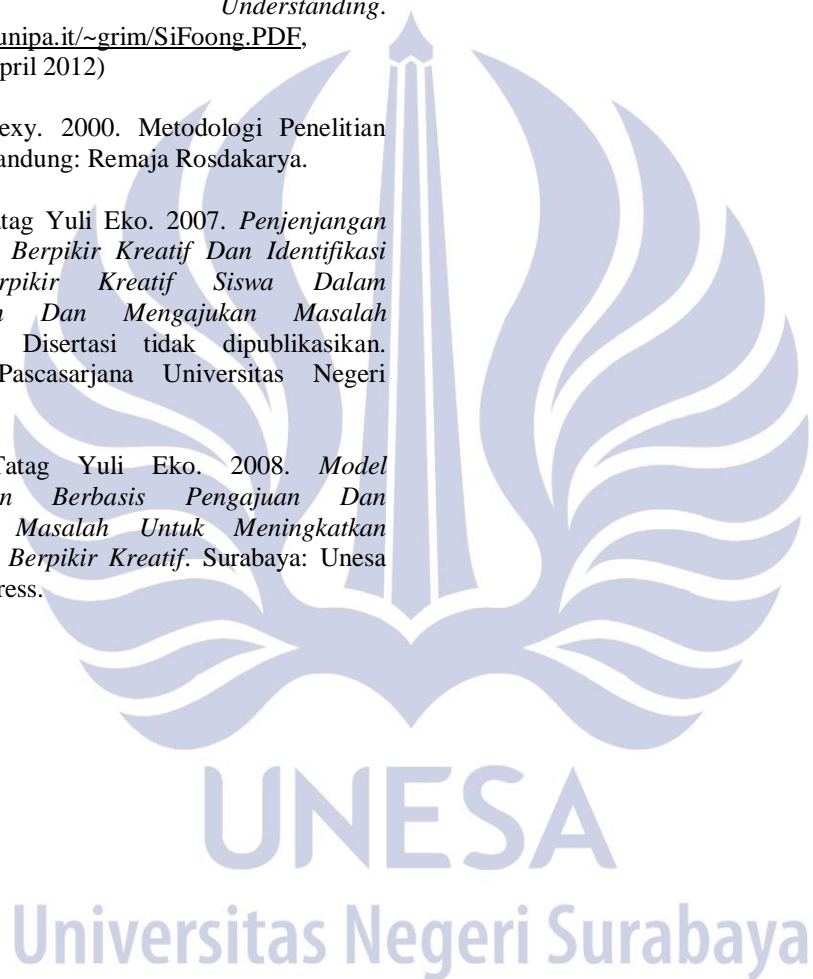 Understanding.
unipa.it/~grim/SiFoong.PDF,
pril 2012)
exy. 2000. Metodologi Penelitian
andung: Remaja Rosdakarya.
atag Yuli Eko. 2007. Penjenjangan
Berpikir Kreatif Dan Identifikasi
rpikir Kreatif Siswa Dalam
n Dan Mengajukan Masalah
Disertasi tidak dipublikasikan.
Pascasarjana Universitas Negeri
Tatag Yuli Eko. 2008. Model
n Berbasis Pengajuan Dan
Masalah Untuk Meningkatkan
Berpikir Kreatif. Surabaya: Unesa
ress.
UNESA
Universitas Negeri Surabaya